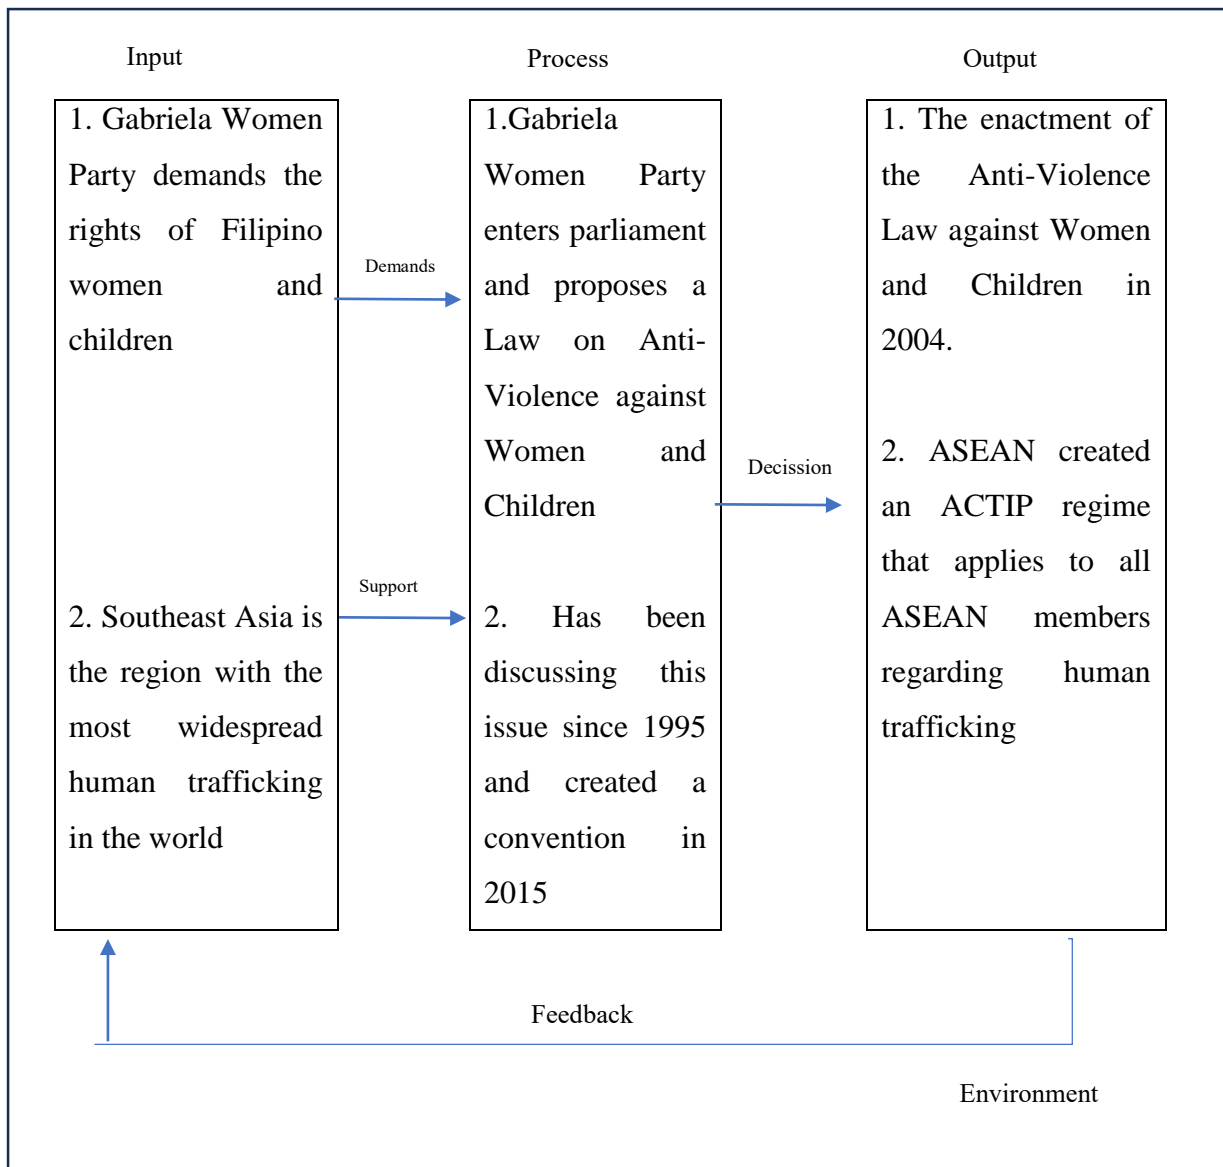 Input
Process
Output
1. Gabriela Women
Party demands the
rights of Filipino
women and
children
2. Southeast Asia is
the region with the
most widespread
human trafficking
in the world
Demands
Support
1.Gabriela
Women Party
enters parliament
and proposes a
Law on Anti-
Violence against
Women and
Children
2. Has been
discussing this
issue since 1995
and created a
convention in
2015
Decission
1. The enactment of
the Anti-Violence
Law against Women
and Children in
2004.
2. ASEAN created
an ACTIP regime
that applies to all
ASEAN members
regarding human
trafficking
Feedback
Environment